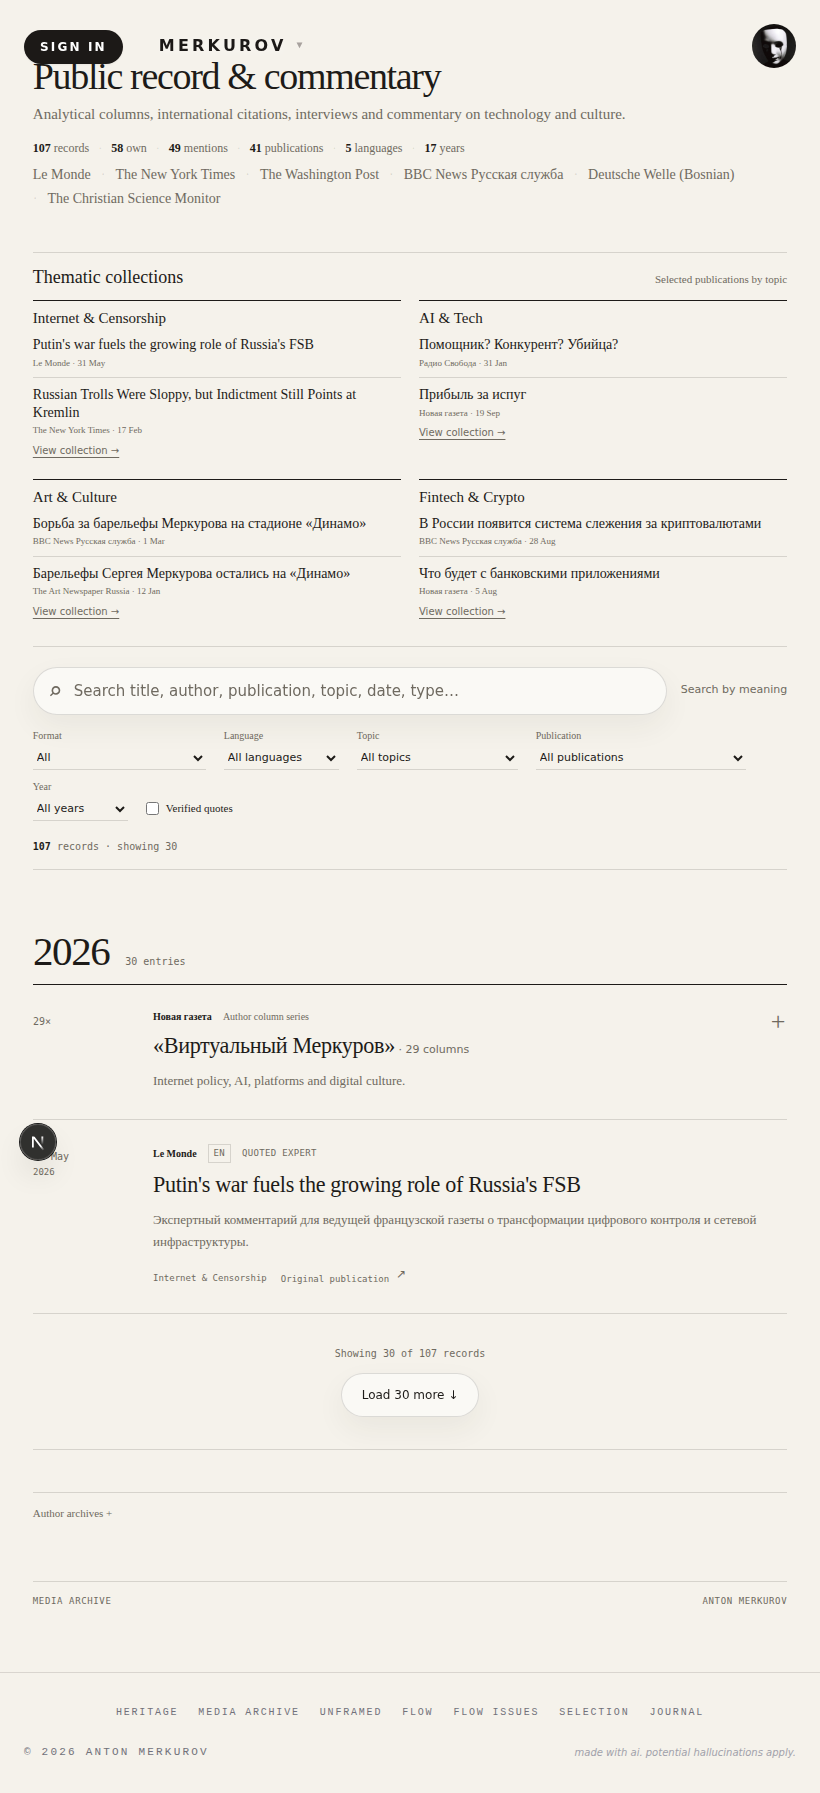 SIGN IN
MERKUROV ▾
Public record & commentary
Analytical columns, international citations, interviews and commentary on technology and culture.
107 records · 58 own · 49 mentions · 41 publications · 5 languages · 17 years
Le Monde · The New York Times · The Washington Post · BBC News Русская служба · Deutsche Welle (Bosnian)
· The Christian Science Monitor
Thematic collections
Selected publications by topic
Internet & Censorship
Putin's war fuels the growing role of Russia's FSB
Le Monde · 31 May
Russian Trolls Were Sloppy, but Indictment Still Points at
Kremlin
The New York Times · 17 Feb
View collection →
AI & Tech
Помощник? Конкурент? Убийца?
Радио Свобода · 31 Jan
Прибыль за испуг
Новая газета · 19 Sep
View collection →
Art & Culture
Борьба за барельефы Меркурова на стадионе «Динамо»
BBC News Русская служба · 1 Mar
Барельефы Сергея Меркурова остались на «Динамо»
The Art Newspaper Russia · 12 Jan
View collection →
Fintech & Crypto
В России появится система слежения за криптовалютами
BBC News Русская служба · 28 Aug
Что будет с банковскими приложениями
Новая газета · 5 Aug
View collection →
Search title, author, publication, topic, date, type…
Search by meaning
Format
All
Language
All languages
Topic
All topics
Publication
All publications
Year
All years
Verified quotes
107 records · showing 30
2026 30 entries
29×
Новая газета Author column series
+
«Виртуальный Меркуров» · 29 columns
Internet policy, AI, platforms and digital culture.
N
May
2026
Le Monde EN QUOTED EXPERT
Putin's war fuels the growing role of Russia's FSB
Экспертный комментарий для ведущей французской газеты о трансформации цифрового контроля и сетевой
инфраструктуры.
Internet & Censorship Original publication ↗
Showing 30 of 107 records
Load 30 more ↓
Author archives +
MEDIA ARCHIVE
ANTON MERKUROV
HERITAGE MEDIA ARCHIVE UNFRAMED FLOW FLOW ISSUES SELECTION JOURNAL
© 2026 ANTON MERKUROV
made with ai. potential hallucinations apply.